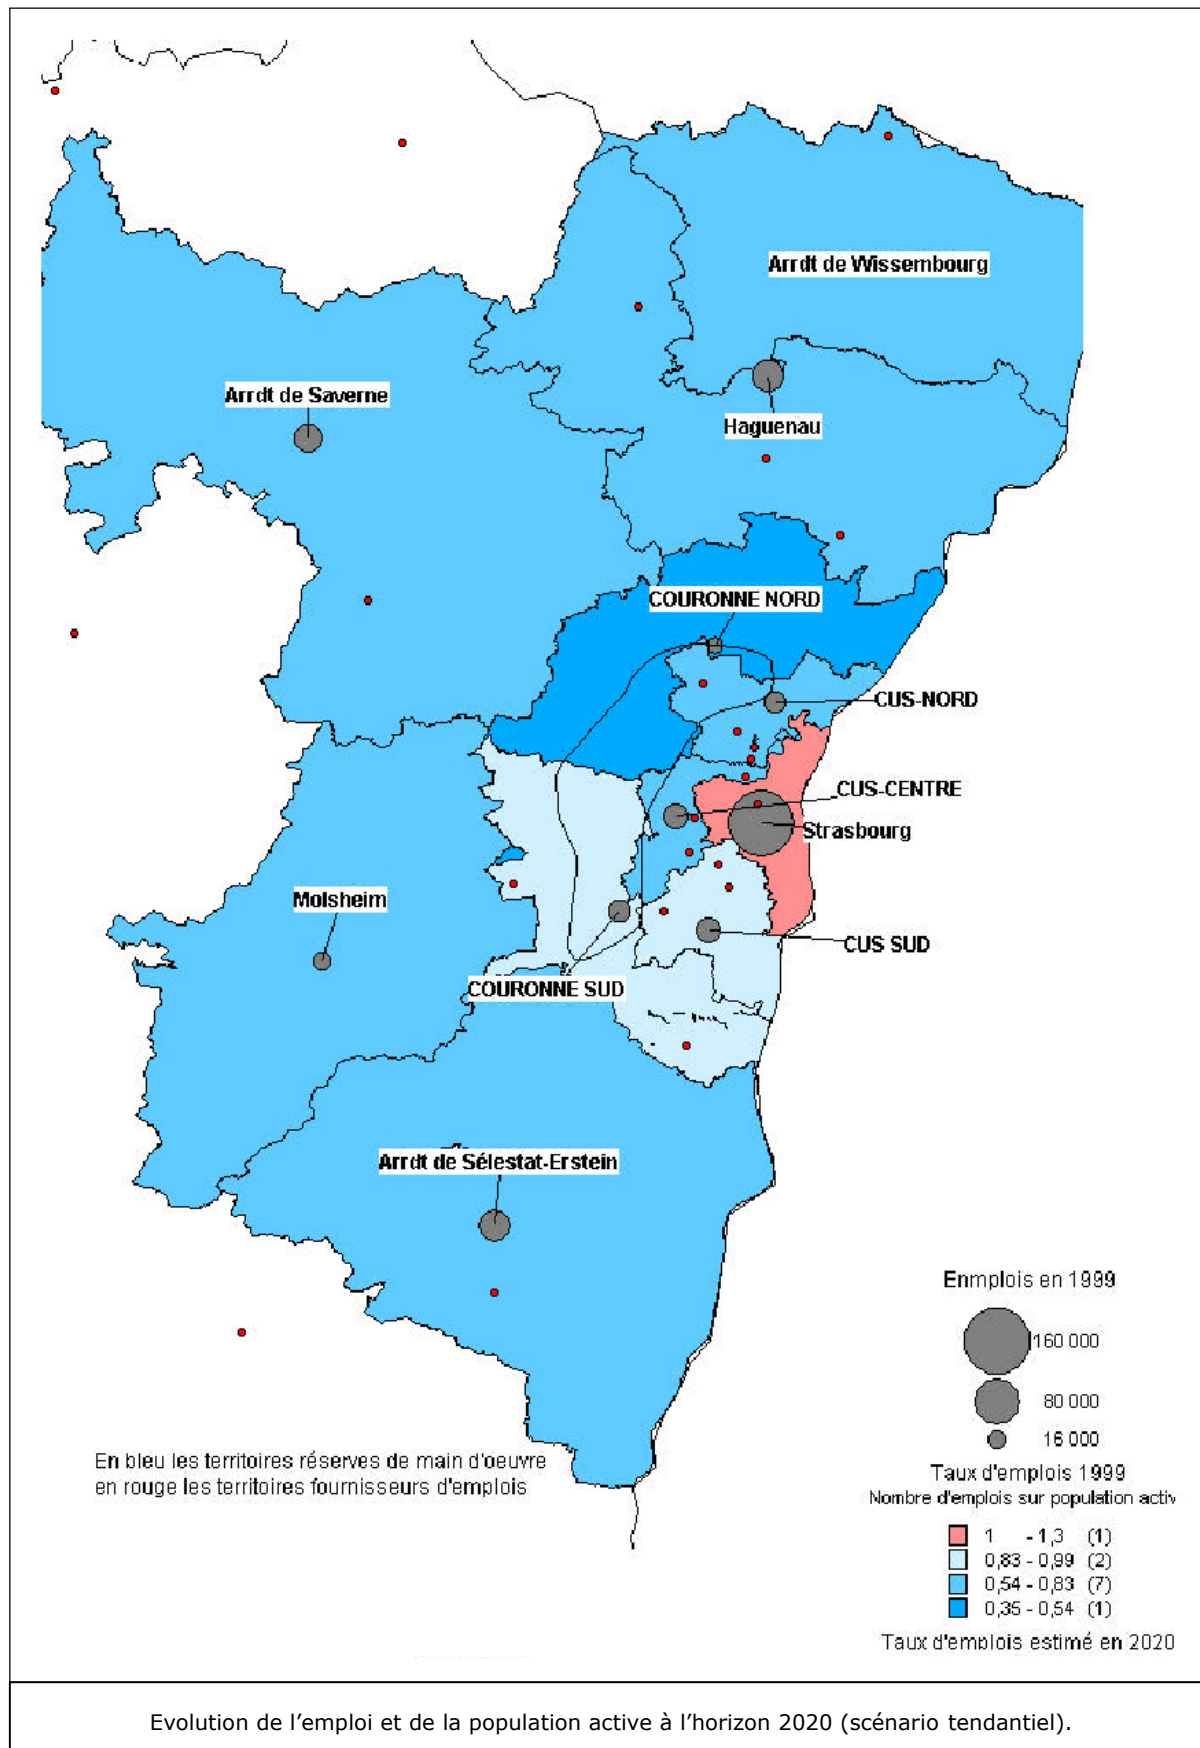 Arrdt de Wissembourg
Arrdt de Saverne
Haguenau
COURONNE NORD
CUS-NORD
CUS-CENTRE
Strasbourg
Molsheim
CUS SUD
COURONNE SUD
Arrdt de Sélestat-Erstein
Enmplois en 1999
160 000
80 000
16 000
En bleu les territoires réserves de main d'oeuvre
en rouge les territoires fournisseurs d'emplois
Taux d'emplois 1999
Nombre d'emplois sur population activ
1 - 1,3 (1)
0,83 - 0,99 (2)
0,54 - 0,83 (7)
0,35 - 0,54 (1)
Taux d'emplois estimé en 2020
Evolution de l'emploi et de la population active à l'horizon 2020 (scénario tendantiel).